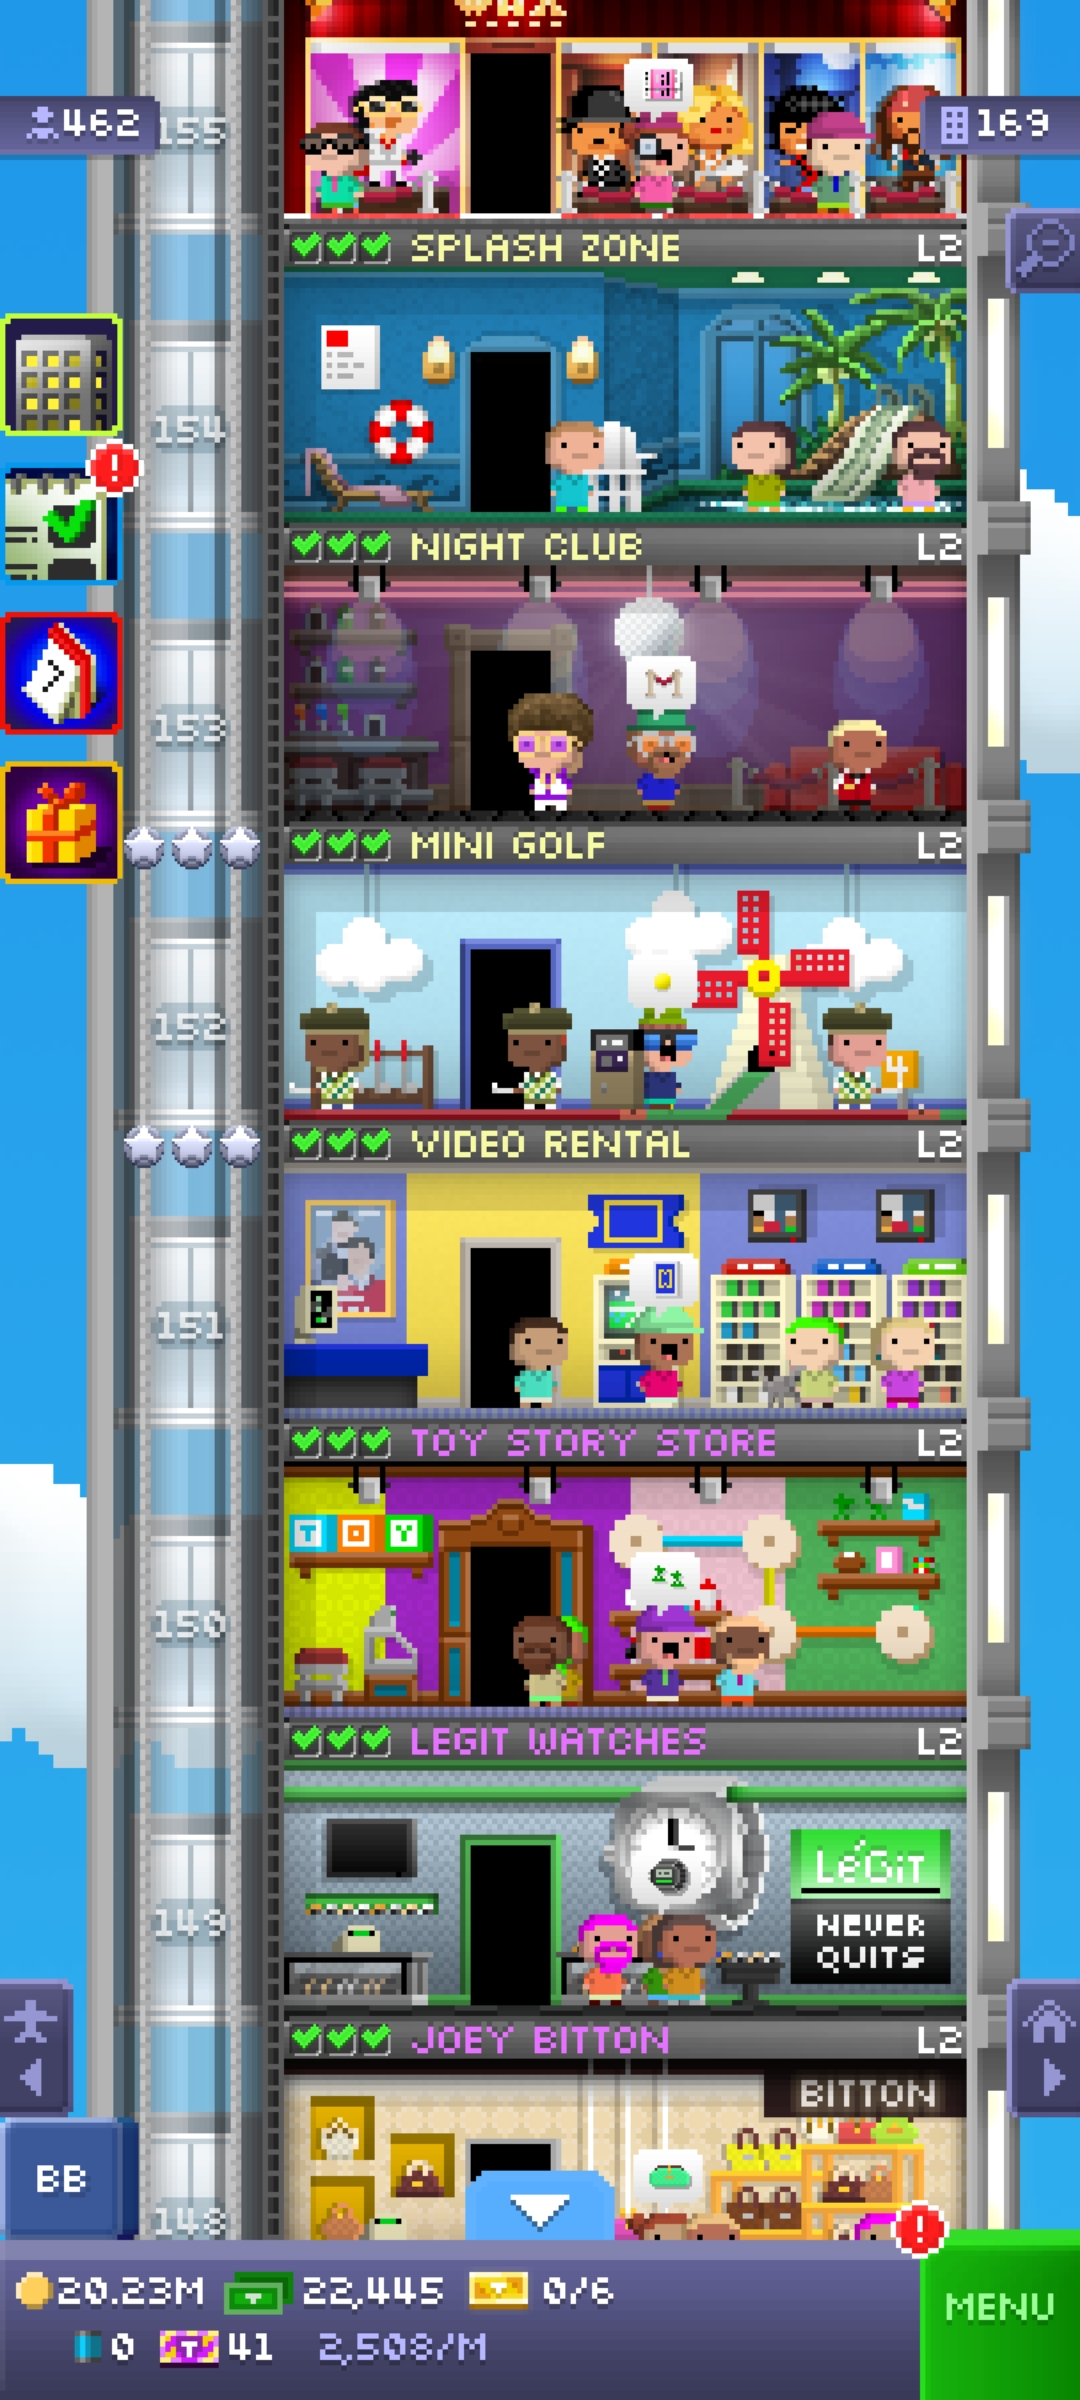 WAX
462
155
169
SPLASH ZONE L2
154
NIGHT CLUB L2
153
MINI GOLF L2
152
4
VIDEO RENTAL L2
151
TOY STORY STORE L2
TOY
150
LEGIT WATCHES L2
LéGiT
NEVER
QUITS
149
JOEY BITTON L2
BITTON
BB
148
20.23M 22,445 0/6
MENU
0 T 41 2,508/M